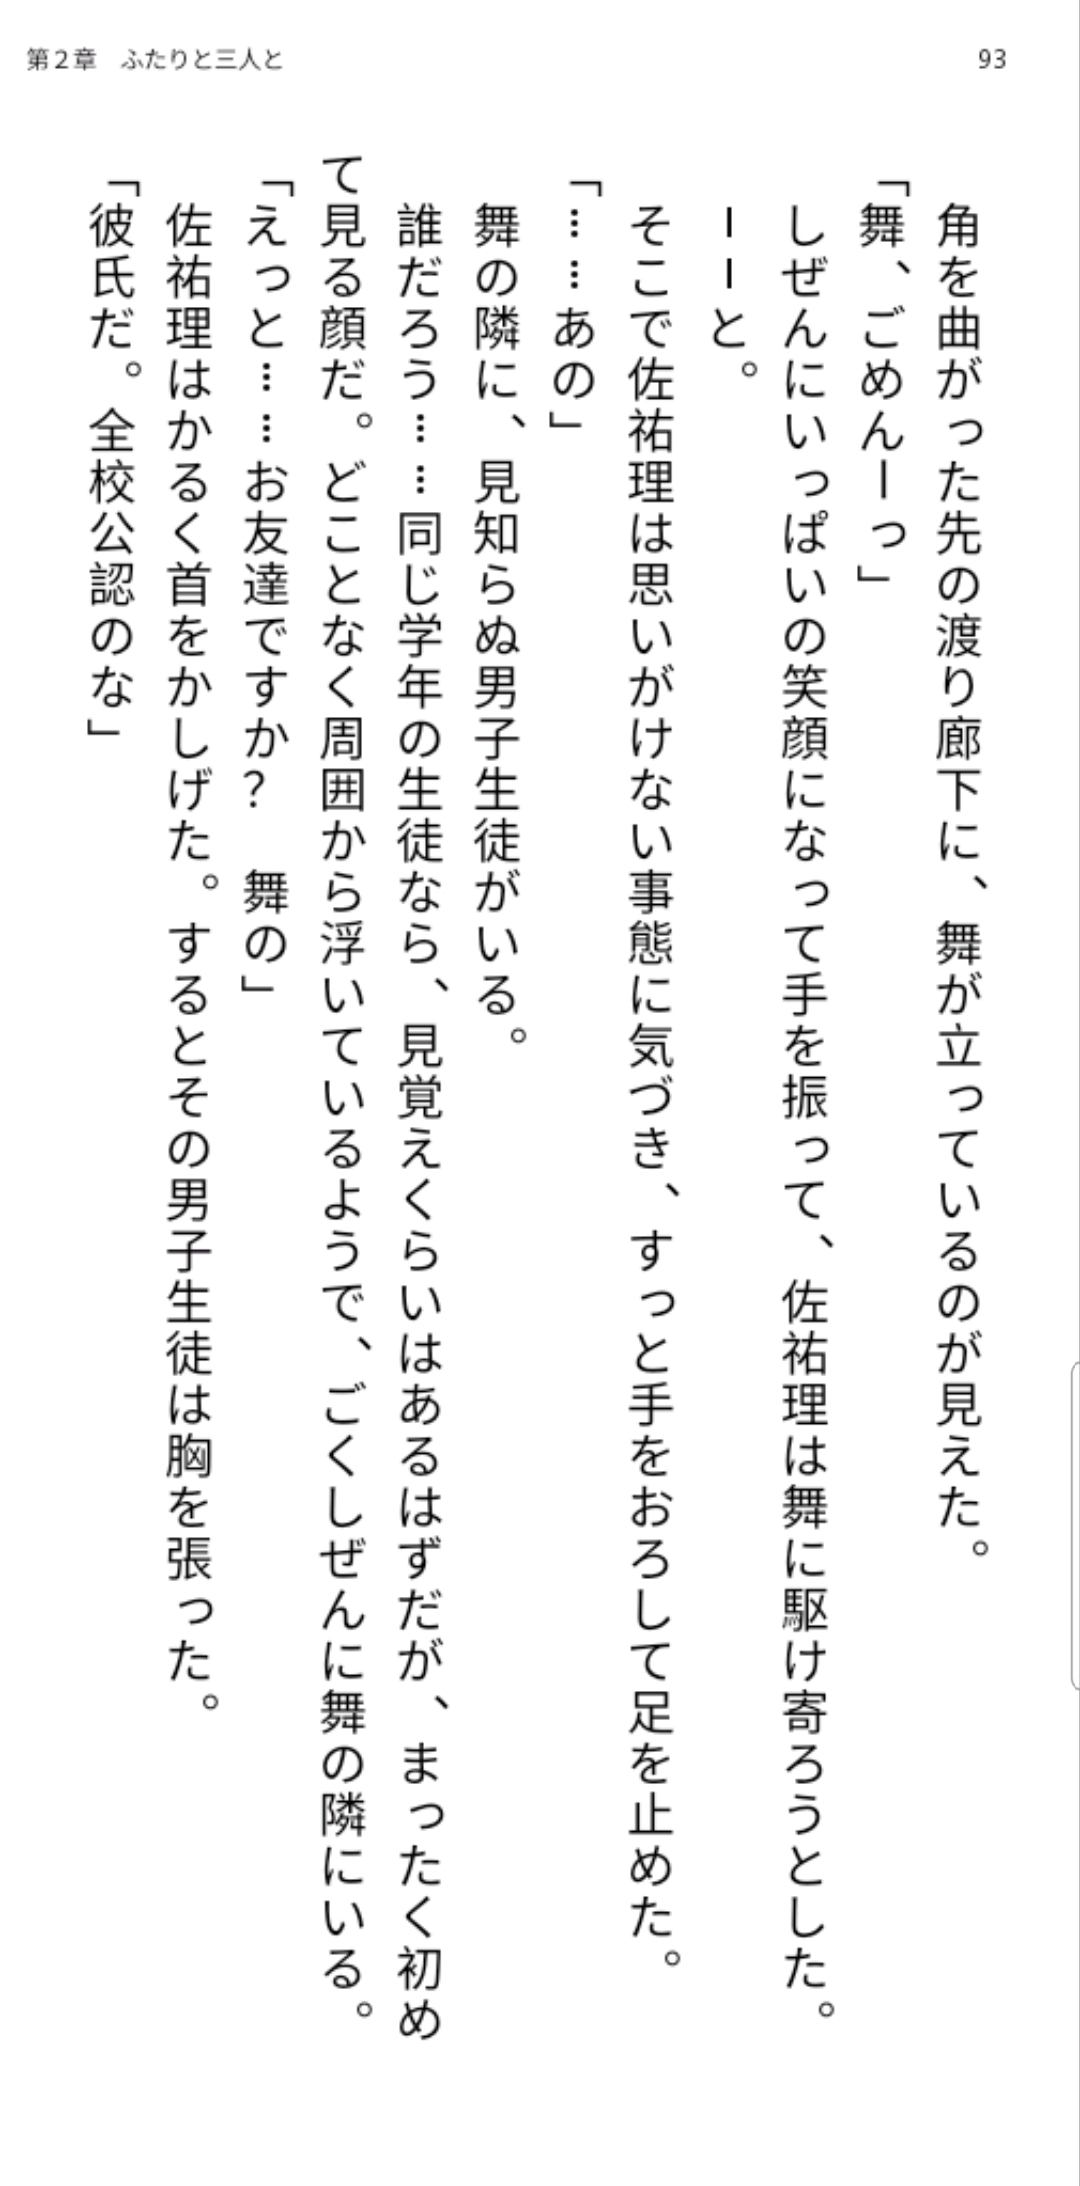 第２章　ふたりと三人と
93
　角を曲がった先の渡り廊下に、舞が立っているのが見えた。
「舞、ごめんーっ」
　しぜんにいっぱいの笑顔になって手を振って、佐祐理は舞に駆け寄ろうとした。
　――と。
　そこで佐祐理は思いがけない事態に気づき、すっと手をおろして足を止めた。
「……あの」
　舞の隣に、見知らぬ男子生徒がいる。
　誰だろう……同じ学年の生徒なら、見覚えくらいはあるはずだが、まったく初め
て見る顔だ。どことなく周囲から浮いているようで、ごくしぜんに舞の隣にいる。
「えっと……お友達ですか？　舞の」
　佐祐理はかるく首をかしげた。するとその男子生徒は胸を張った。
「彼氏だ。全校公認のな」